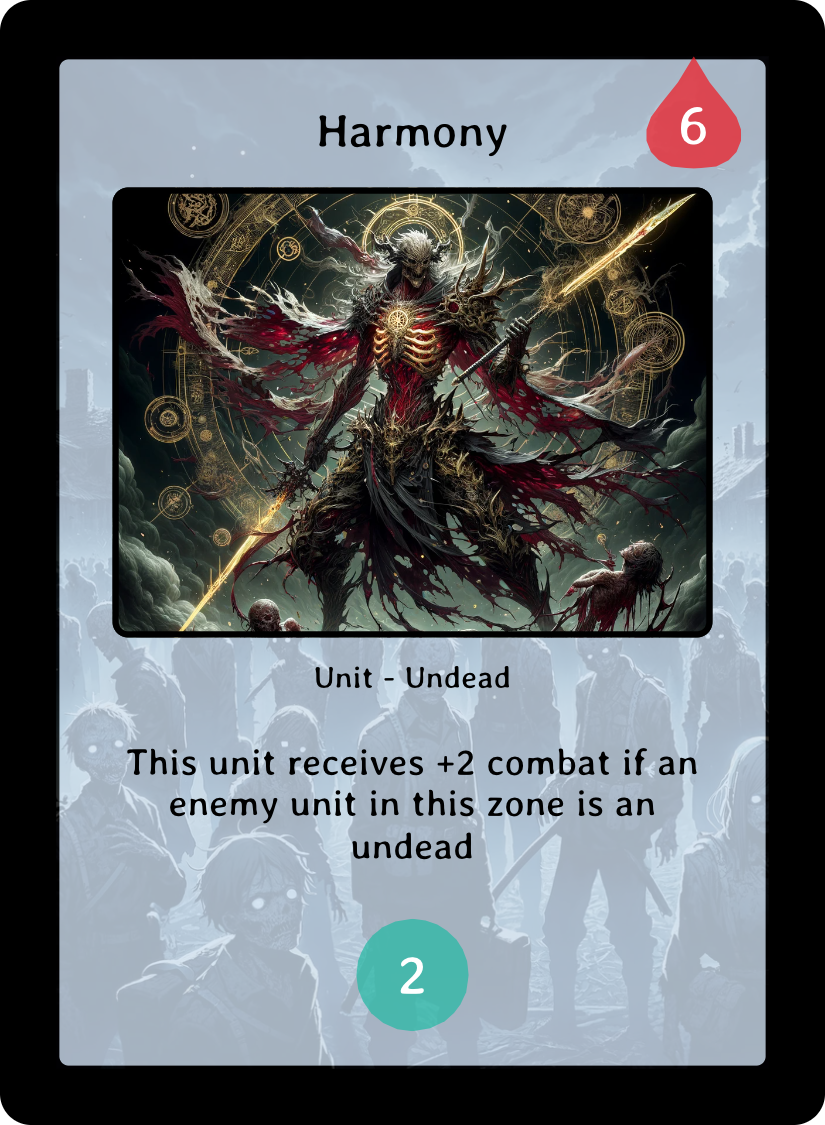 Harmony
6
Unit - Undead
This unit receives +2 combat if an
enemy unit in this zone is an
undead
2